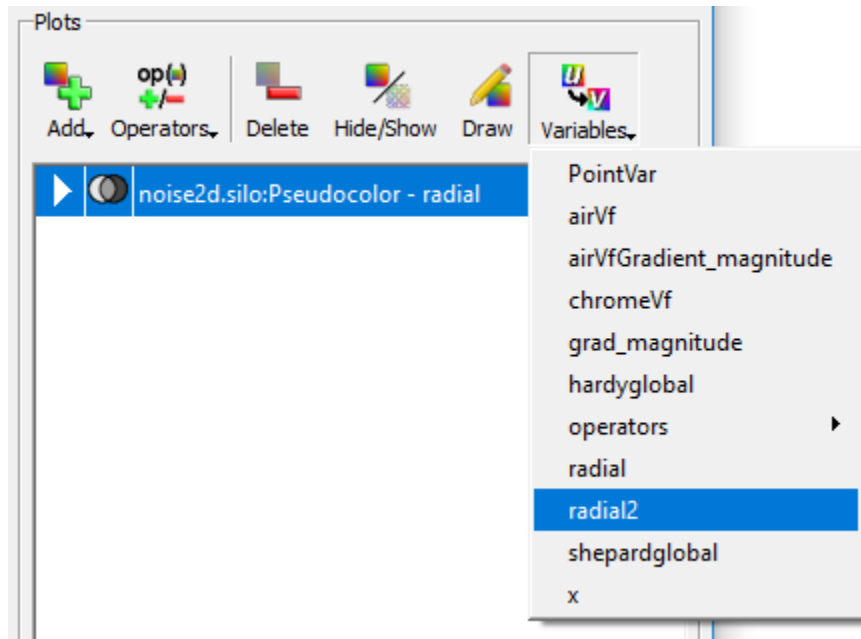 Plots
op(=)
+/-
U
V
Add Operators Delete Hide/Show Draw Variables
noise2d.silo:Pseudocolor - radial
PointVar
airVf
airVfGradient_magnitude
chromeVf
grad_magnitude
hardyglobal
operators
radial
radial2
shepardglobal
x